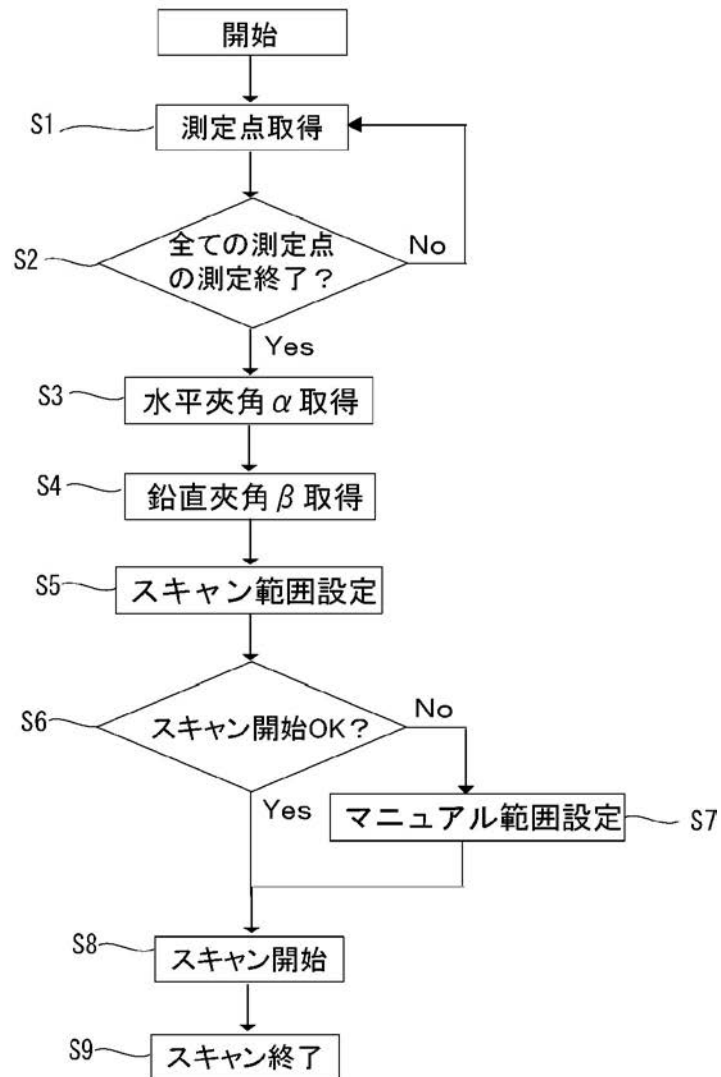 開始
S1
測定点取得
S2
全ての測定点
の測定終了?
No
Yes
S3
水平夾角α取得
S4
鉛直夾角β取得
S5
スキャン範囲設定
S6
スキャン開始OK?
No
Yes
マニュアル範囲設定
S7
S8
スキャン開始
S9
スキャン終了